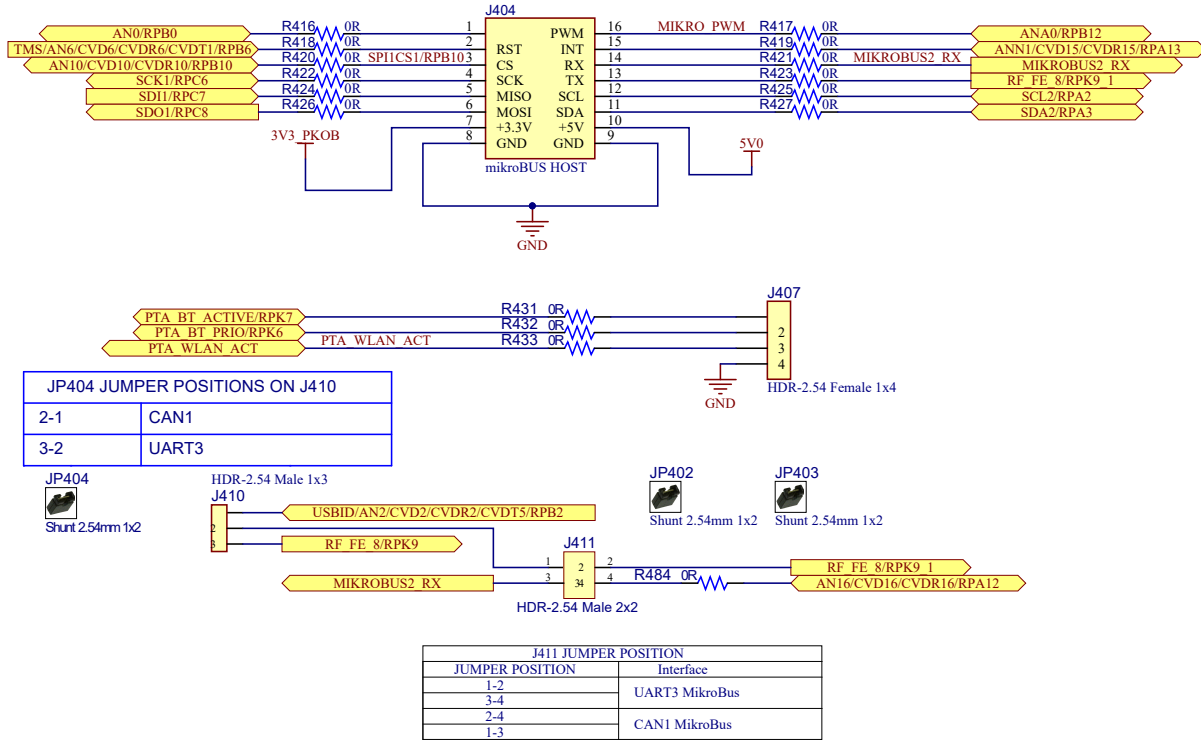 J404
AN0/RPB0 R416 0R 1 PWM 16 MIKRO_PWM R417 0R ANA0/RPB12
TMS/AN6/CVD6/CVDR6/CVDT1/RPB6 R418 0R 2 RST INT 15 R419 0R ANN1/CVD15/CVDR15/RPA13
AN10/CVD10/CVDR10/RPB10 R420 0R SPI1CS1/RPB10 3 CS RX 14 R421 0R MIKROBUS2_RX MIKROBUS2_RX
SCK1/RPC6 R422 0R 4 SCK TX 13 R423 0R RF_FE_8/RPK9_1
SDI1/RPC7 R424 0R 5 MISO SCL 12 R425 0R SCL2/RPA2
SDO1/RPC8 R426 0R 6 MOSI SDA 11 R427 0R SDA2/RPA3
7 +3.3V +5V 10
3V3_PKOB 8 GND GND 9 5V0
mikroBUS HOST
GND
J407
PTA_BT_ACTIVE/RPK7 R431 0R
PTA_BT_PRIO/RPK6 R432 0R 2
PTA_WLAN_ACT PTA_WLAN_ACT R433 0R 3
4
GND
HDR-2.54 Female 1x4
JP404 JUMPER POSITIONS ON J410
2-1 CAN1
3-2 UART3
JP404
Shunt 2.54mm 1x2
HDR-2.54 Male 1x3
J410
USBID/AN2/CVD2/CVDR2/CVDT5/RPB2
2
3 RF_FE_8/RPK9
JP402
Shunt 2.54mm 1x2
JP403
Shunt 2.54mm 1x2
J411
1 2 2 RF_FE_8/RPK9_1
MIKROBUS2_RX 3 34 4 R484 0R AN16/CVD16/CVDR16/RPA12
HDR-2.54 Male 2x2
J411 JUMPER POSITION
JUMPER POSITION Interface
1-2
3-4
UART3 MikroBus
2-4
1-3
CAN1 MikroBus